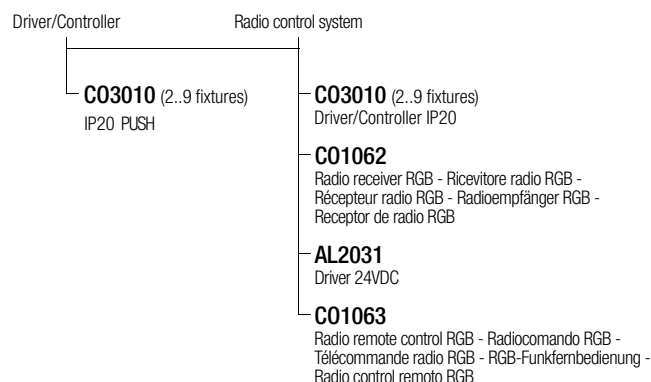 Driver/Controller
Radio control system
CO3010 (2..9 fixtures)
IP20 PUSH
CO3010 (2..9 fixtures)
Driver/Controller IP20
CO1062
Radio receiver RGB - Ricevitore radio RGB -
Récepteur radio RGB - Radioempfänger RGB -
Receptor de radio RGB
AL2031
Driver 24VDC
CO1063
Radio remote control RGB - Radiocomando RGB -
Télécommande radio RGB - RGB-Funkfernbedienung -
Radio control remoto RGB